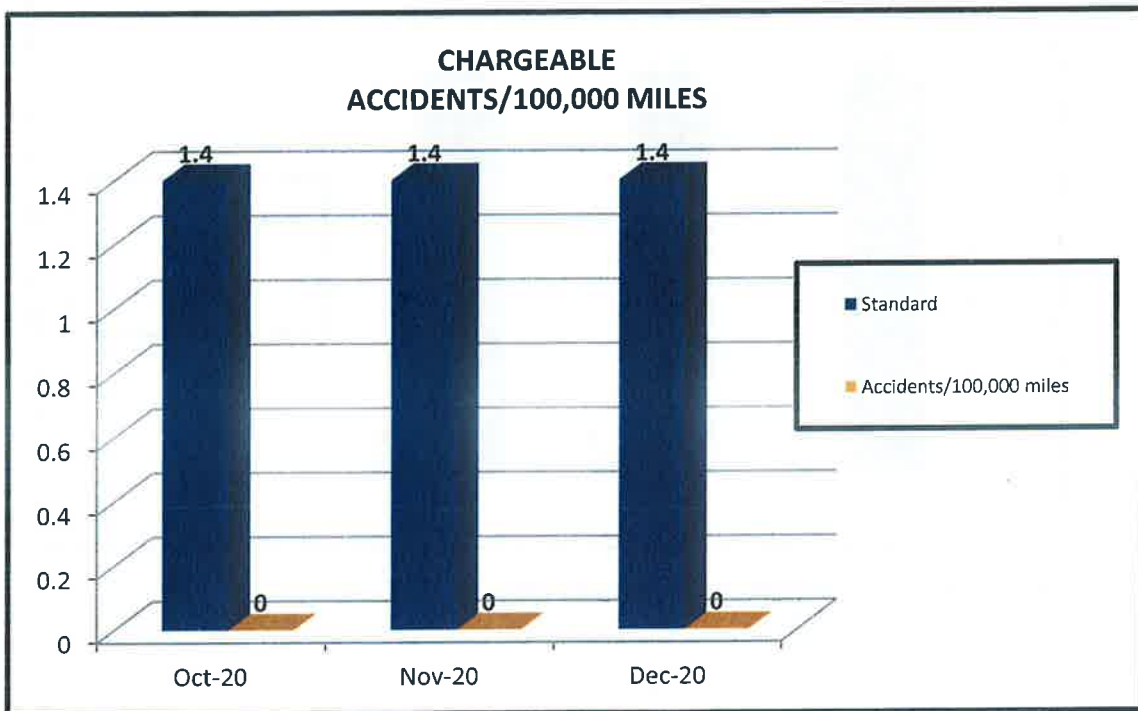 CHARGEABLE
ACCIDENTS/100,000 MILES
1.4
1.4
1.4
1.4
1.2
1
0.8
0.6
0.4
0.2
0
0
0
0
Oct-20
Nov-20
Dec-20
Standard
Accidents/100,000 miles